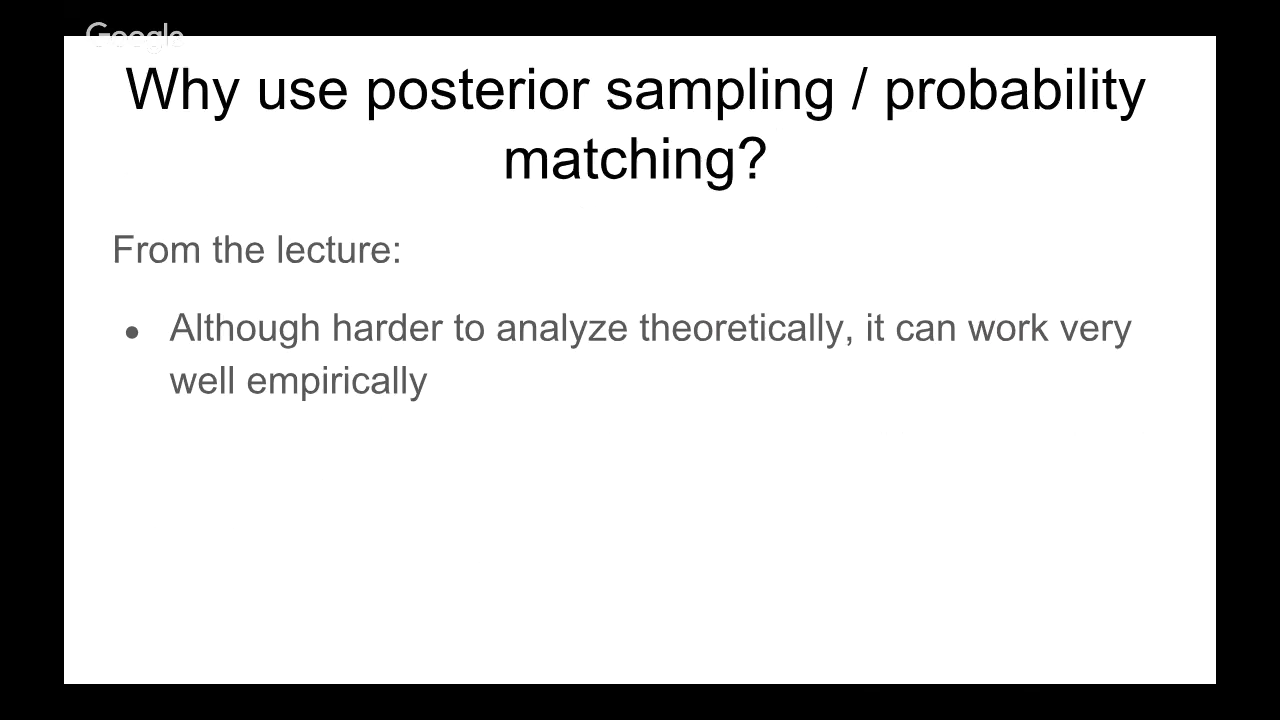 Google
Why use posterior sampling / probability
matching?
From the lecture:
● Although harder to analyze theoretically, it can work very
well empirically